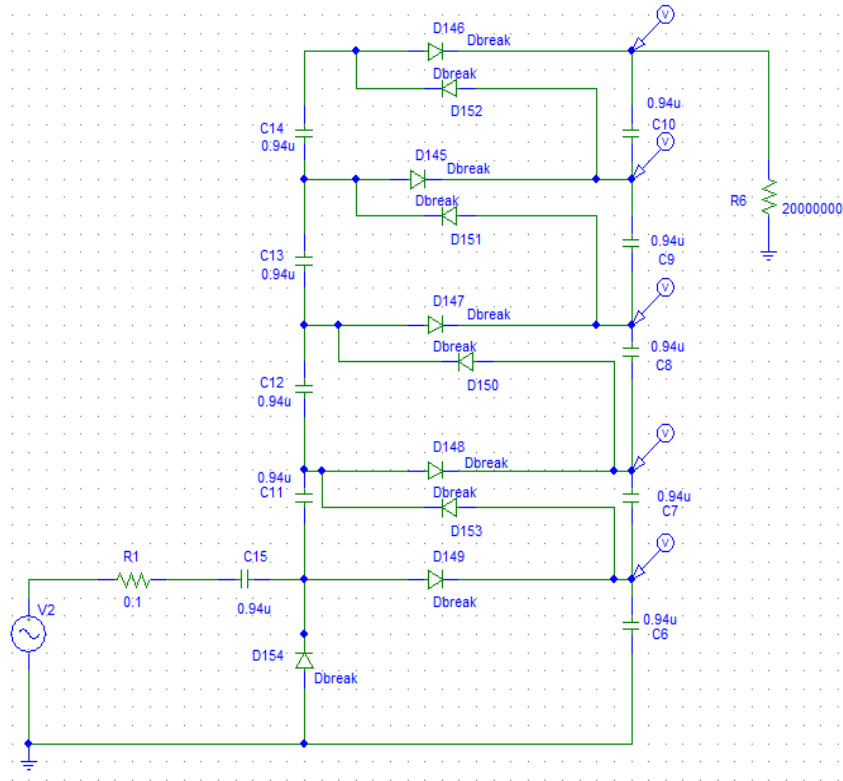 D146
Dbreak
V
Dbreak
D152
0.94u
C10
C14
0.94u
V
D145
Dbreak
Dbreak
D151
R6
20000000
C13
0.94u
0.94u
C9
V
D147
Dbreak
Dbreak
D150
0.94u
C8
C12
0.94u
V
D148
Dbreak
0.94u
C11
Dbreak
D153
0.94u
C7
V
R1
0.1
C15
0.94u
D149
Dbreak
V2
0.94u
C6
D154
Dbreak